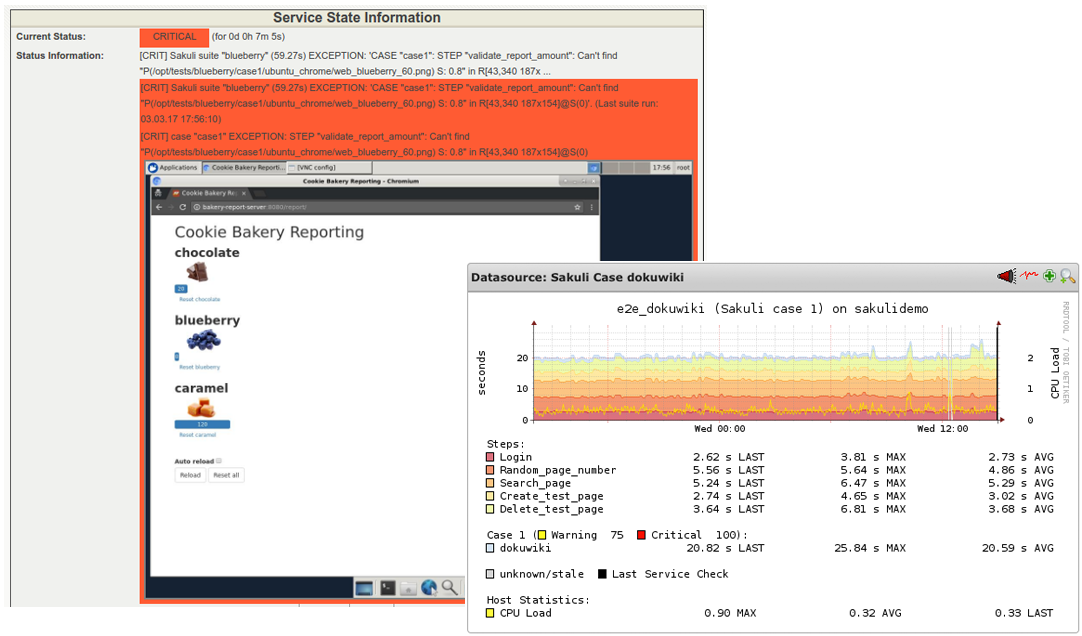 Service State Information
Current Status: CRITICAL (for 0d 0h 7m 5s)
Status Information: [CRIT] Sakuli suite "blueberry" (59.27s) EXCEPTION: 'CASE "case1": STEP "validate_report_amount": Can't find
"P(/opt/tests/blueberry/case1/ubuntu_chrome/web_blueberry_60.png) S: 0.8" in R[43,340 187x ...
[CRIT] Sakuli suite "blueberry" (59.27s) EXCEPTION: 'CASE "case1": STEP "validate_report_amount": Can't find
"P(/opt/tests/blueberry/case1/ubuntu_chrome/web_blueberry_60.png) S: 0.8" in R[43,340 187x154]@S(0)'. (Last suite run:
03.03.17 17:56:10)
[CRIT] case "case1" EXCEPTION: STEP "validate_report_amount": Can't find
"P(/opt/tests/blueberry/case1/ubuntu_chrome/web_blueberry_60.png) S: 0.8" in R[43,340 187x154]@S(0)
Applications Cookie Bakery Reporti... [VNC config] 17:56 root
Cookie Bakery Reporting - Chromium
Cookie Bakery Re
bakery-report-server:8080/report/
Cookie Bakery Reporting
chocolate
Reset chocolate
blueberry
Reset blueberry
caramel
120
Reset caramel
Auto reload
Reload Reset all
Datasource: Sakuli Case dokuwiki
e2e_dokuwiki (Sakuli case 1) on sakulidemo
RRDTOOL / TOBI OETIKER
seconds
CPU Load
20 2
10 1
0 0
Wed 00:00 Wed 12:00
Steps:
Login 2.62 s LAST 3.81 s MAX 2.73 s AVG
Random_page_number 5.56 s LAST 5.64 s MAX 4.86 s AVG
Search_page 5.24 s LAST 6.47 s MAX 5.29 s AVG
Create_test_page 2.74 s LAST 4.65 s MAX 3.02 s AVG
Delete_test_page 3.64 s LAST 6.81 s MAX 3.68 s AVG
Case 1 (Warning 75 Critical 100):
dokuwiki 20.82 s LAST 25.84 s MAX 20.59 s AVG
unknown/stale Last Service Check
Host Statistics:
CPU Load 0.90 MAX 0.32 AVG 0.33 LAST